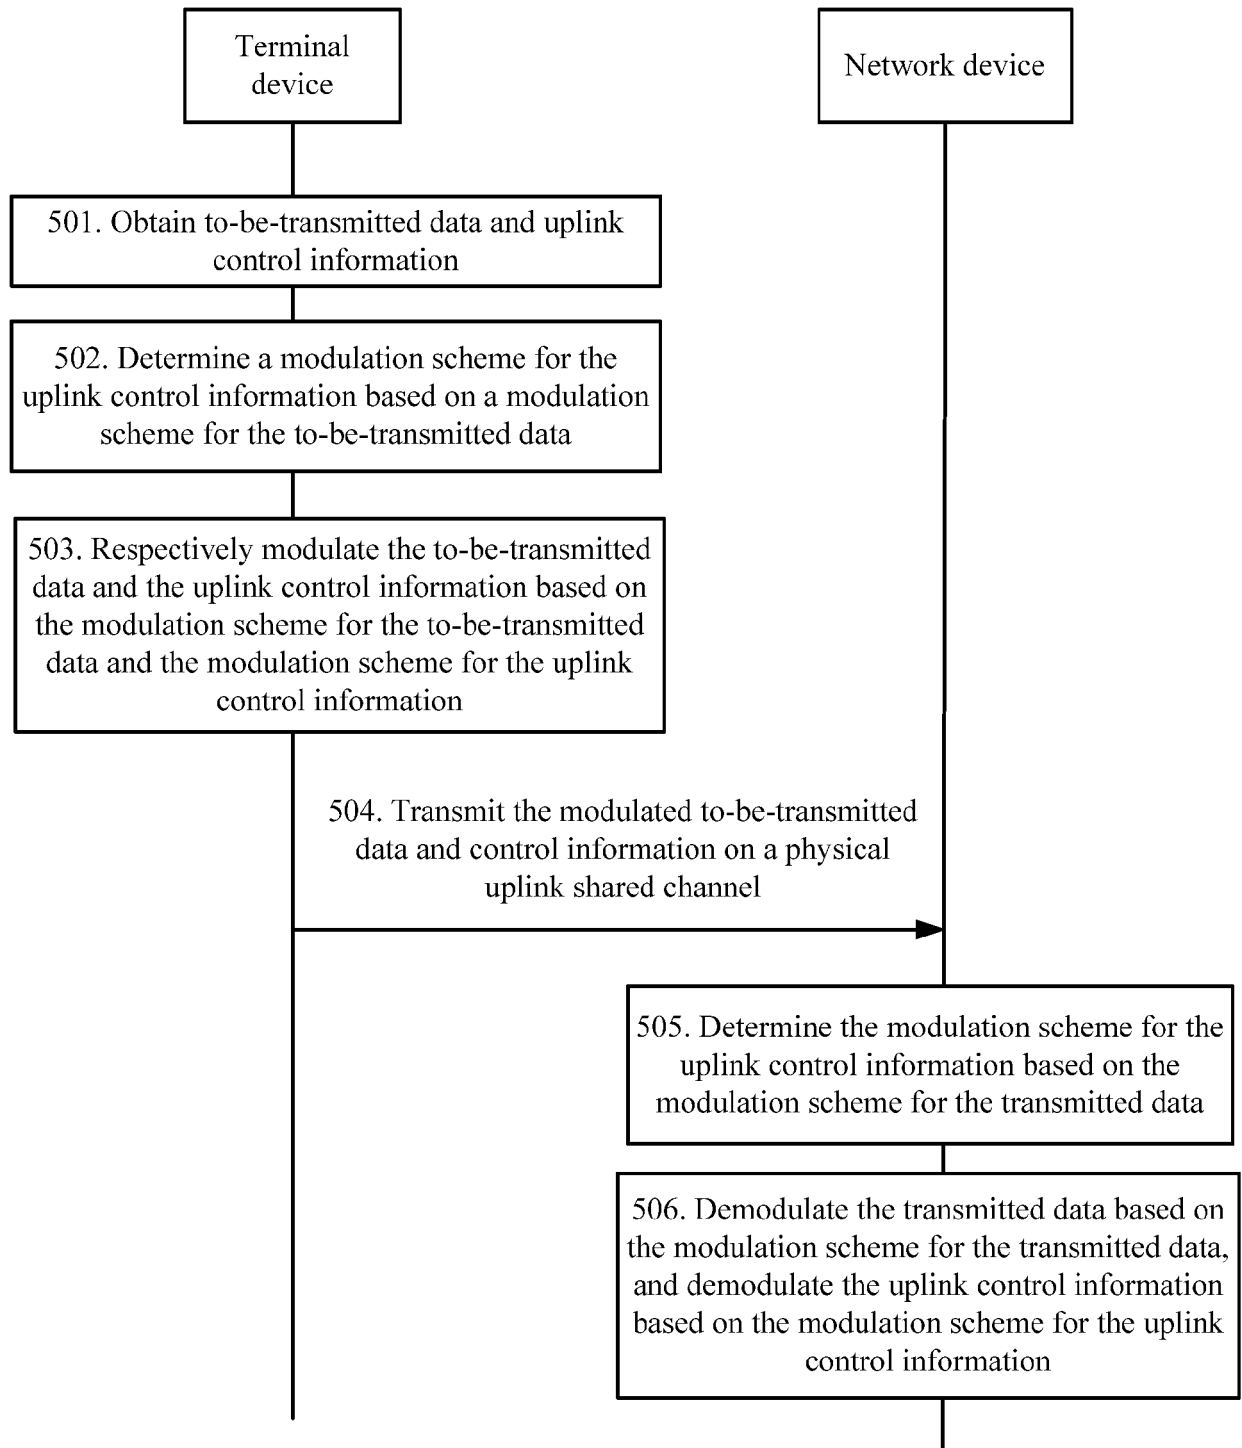 Terminal
device
Network device
501. Obtain to-be-transmitted data and uplink
control information
502. Determine a modulation scheme for the
uplink control information based on a modulation
scheme for the to-be-transmitted data
503. Respectively modulate the to-be-transmitted
data and the uplink control information based on
the modulation scheme for the to-be-transmitted
data and the modulation scheme for the uplink
control information
504. Transmit the modulated to-be-transmitted
data and control information on a physical
uplink shared channel
505. Determine the modulation scheme for the
uplink control information based on the
modulation scheme for the transmitted data
506. Demodulate the transmitted data based on
the modulation scheme for the transmitted data,
and demodulate the uplink control information
based on the modulation scheme for the uplink
control information